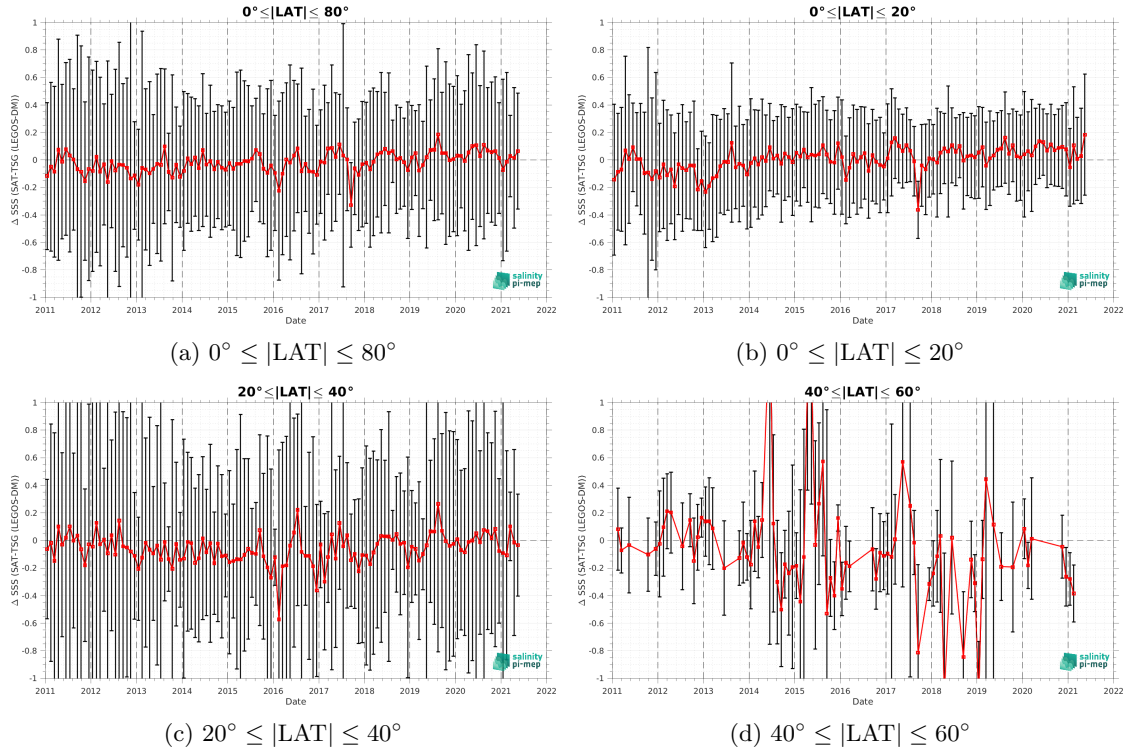 0°≤|LAT|≤ 80°
Δ SSS (SAT-TSG (LEGOS-DM))
1
0.8
0.6
0.4
0.2
0
-0.2
-0.4
-0.6
-0.8
-1
2011 2012 2013 2014 2015 2016 2017 2018 2019 2020 2021 2022
Date
salinity
pi-mep
(a) 0° ≤ |LAT| ≤ 80°
0°≤|LAT|≤ 20°
Δ SSS (SAT-TSG (LEGOS-DM))
1
0.8
0.6
0.4
0.2
0
-0.2
-0.4
-0.6
-0.8
-1
2011 2012 2013 2014 2015 2016 2017 2018 2019 2020 2021 2022
Date
salinity
pi-mep
(b) 0° ≤ |LAT| ≤ 20°
20°≤|LAT|≤ 40°
Δ SSS (SAT-TSG (LEGOS-DM))
1
0.8
0.6
0.4
0.2
0
-0.2
-0.4
-0.6
-0.8
-1
2011 2012 2013 2014 2015 2016 2017 2018 2019 2020 2021 2022
Date
salinity
pi-mep
(c) 20° ≤ |LAT| ≤ 40°
40°≤|LAT|≤ 60°
Δ SSS (SAT-TSG (LEGOS-DM))
1
0.8
0.6
0.4
0.2
0
-0.2
-0.4
-0.6
-0.8
-1
2011 2012 2013 2014 2015 2016 2017 2018 2019 2020 2021 2022
Date
salinity
pi-mep
(d) 40° ≤ |LAT| ≤ 60°